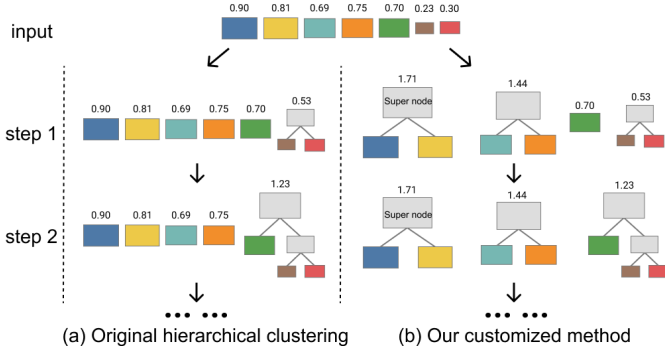 0.90 0.81 0.69 0.75 0.70 0.23 0.30
input
1.71 1.44
0.90 0.81 0.69 0.75 0.70 0.53 Super node 0.70 0.53
step 1
1.23 1.71 1.44 1.23
0.90 0.81 0.69 0.75 Super node
step 2
••• ••• ••• •••
(a) Original hierarchical clustering (b) Our customized method